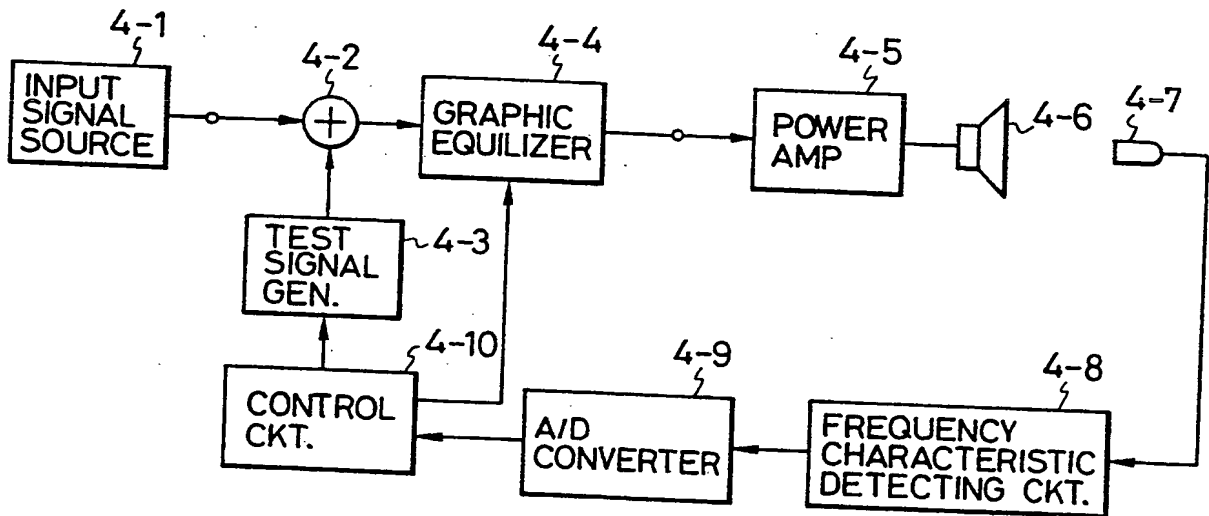 4-1
INPUT
SIGNAL
SOURCE
4-2
+
4-4
GRAPHIC
EQUILIZER
4-5
POWER
AMP
4-6
4-7
TEST
SIGNAL
GEN.
4-3
4-10
CONTROL
CKT.
4-9
A/D
CONVERTER
4-8
FREQUENCY
CHARACTERISTIC
DETECTING CKT.